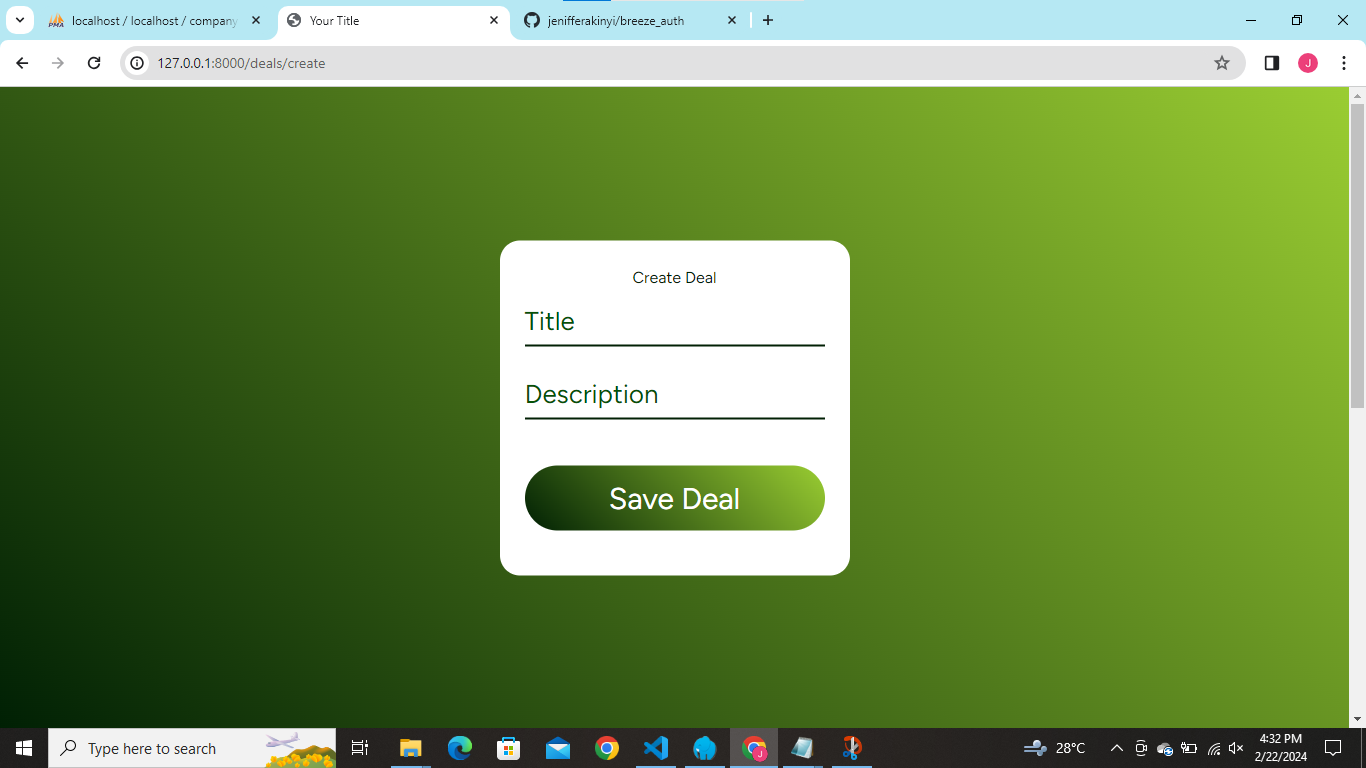 PMA
localhost / localhost / company
Your Title
jenifferakinyi/breeze_auth
127.0.0.1:8000/deals/create
J
Create Deal
Title
Description
Save Deal
Type here to search
J
28°C
4:32 PM
2/22/2024